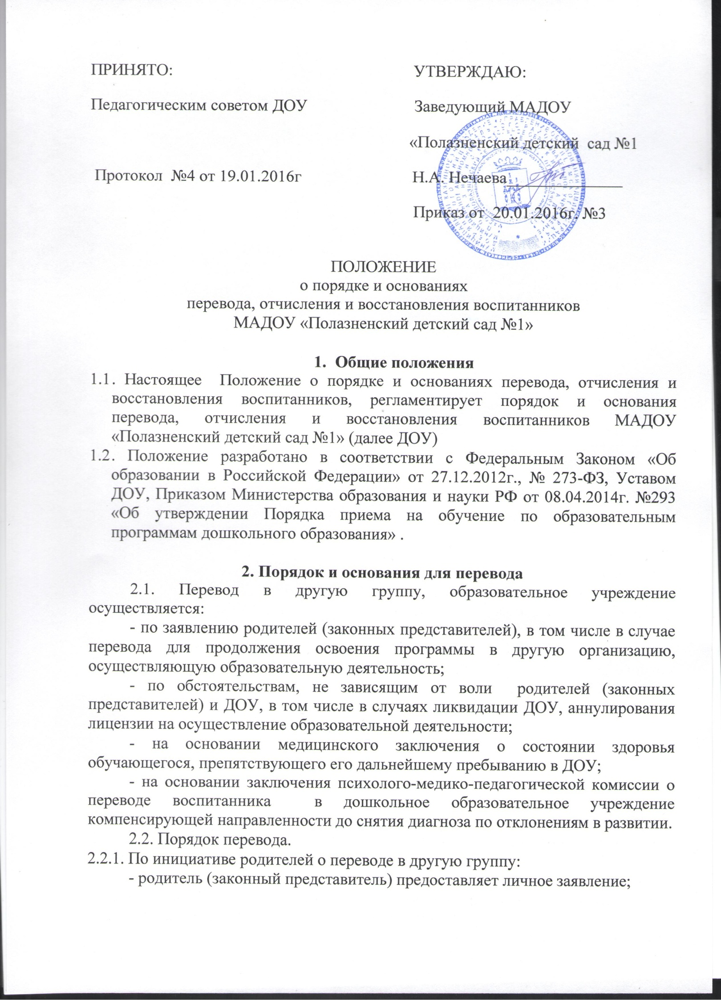 ПРИНЯТО:
УТВЕРЖДАЮ:
Педагогическим советом ДОУ
Заведующий МАДОУ
«Полазненский детский  сад №1
Протокол  №4 от 19.01.2016г
Н.А. Нечаева______________
Приказ от  20.01.2016г. №3
ПОЛОЖЕНИЕ
о порядке и основаниях
перевода, отчисления и восстановления воспитанников
МАДОУ «Полазненский детский сад №1»
1.  Общие положения
1.1. Настоящее  Положение о порядке и основаниях перевода, отчисления и
восстановления воспитанников, регламентирует порядок и основания
перевода, отчисления и восстановления воспитанников МАДОУ
«Полазненский детский сад №1» (далее ДОУ)
1.2. Положение разработано в соответствии с Федеральным Законом «Об
образовании в Российской Федерации» от 27.12.2012г., № 273-ФЗ, Уставом
ДОУ, Приказом Министерства образования и науки РФ от 08.04.2014г. №293
«Об утверждении Порядка приема на обучение по образовательным
программам дошкольного образования» .
2. Порядок и основания для перевода
2.1. Перевод в другую группу, образовательное учреждение
осуществляется:
- по заявлению родителей (законных представителей), в том числе в случае
перевода для продолжения освоения программы в другую организацию,
осуществляющую образовательную деятельность;
- по обстоятельствам, не зависящим от воли  родителей (законных
представителей) и ДОУ, в том числе в случаях ликвидации ДОУ, аннулирования
лицензии на осуществление образовательной деятельности;
- на основании медицинского заключения о состоянии здоровья
обучающегося, препятствующего его дальнейшему пребыванию в ДОУ;
- на основании заключения психолого-медико-педагогической комиссии о
переводе воспитанника  в дошкольное образовательное учреждение
компенсирующей направленности до снятия диагноза по отклонениям в развитии.
2.2. Порядок перевода.
2.2.1. По инициативе родителей о переводе в другую группу:
- родитель (законный представитель) предоставляет личное заявление;